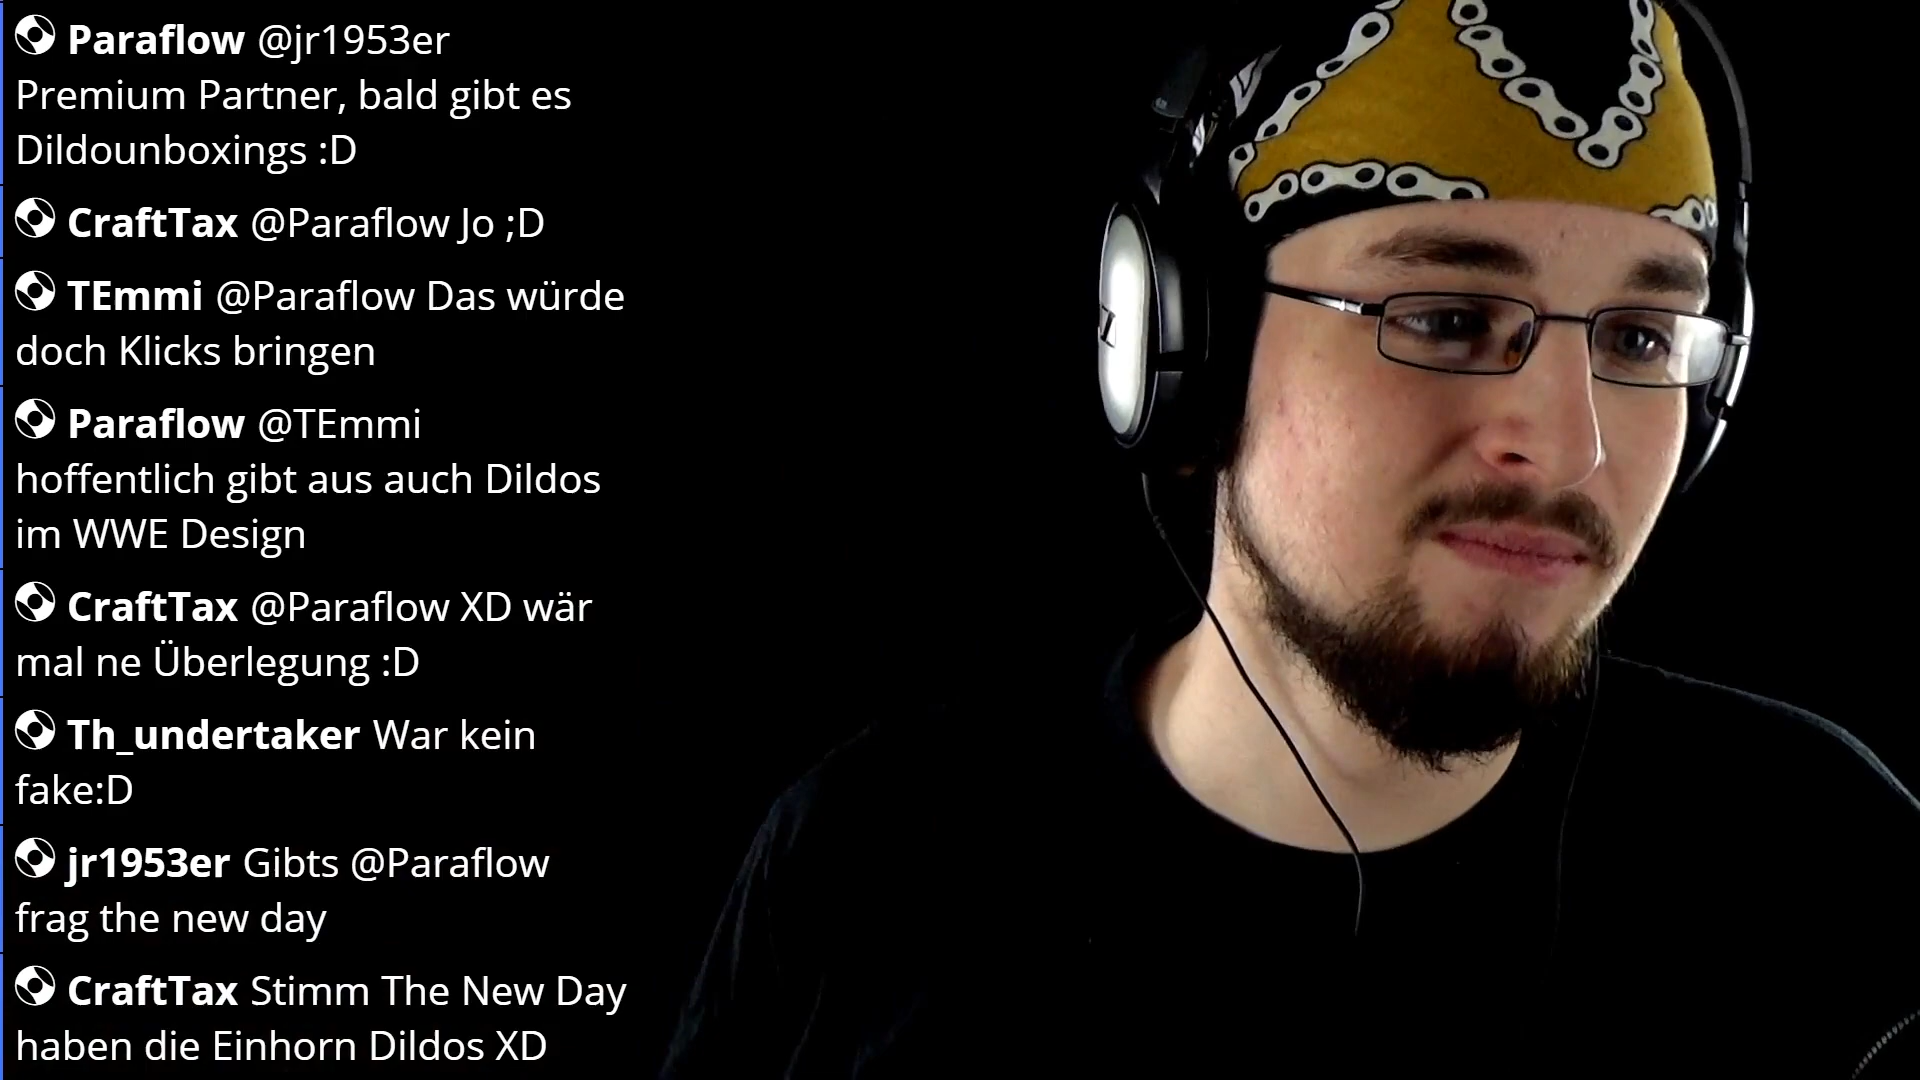 Paraflow @jr1953er
Premium Partner, bald gibt es
Dildounboxings :D
CraftTax @Paraflow Jo ;D
TEmmi @Paraflow Das würde
doch Klicks bringen
Paraflow @TEmmi
hoffentlich gibt aus auch Dildos
im WWE Design
CraftTax @Paraflow XD wär
mal ne Überlegung :D
Th_undertaker War kein
fake:D
jr1953er Gibts @Paraflow
frag the new day
CraftTax Stimm The New Day
haben die Einhorn Dildos XD